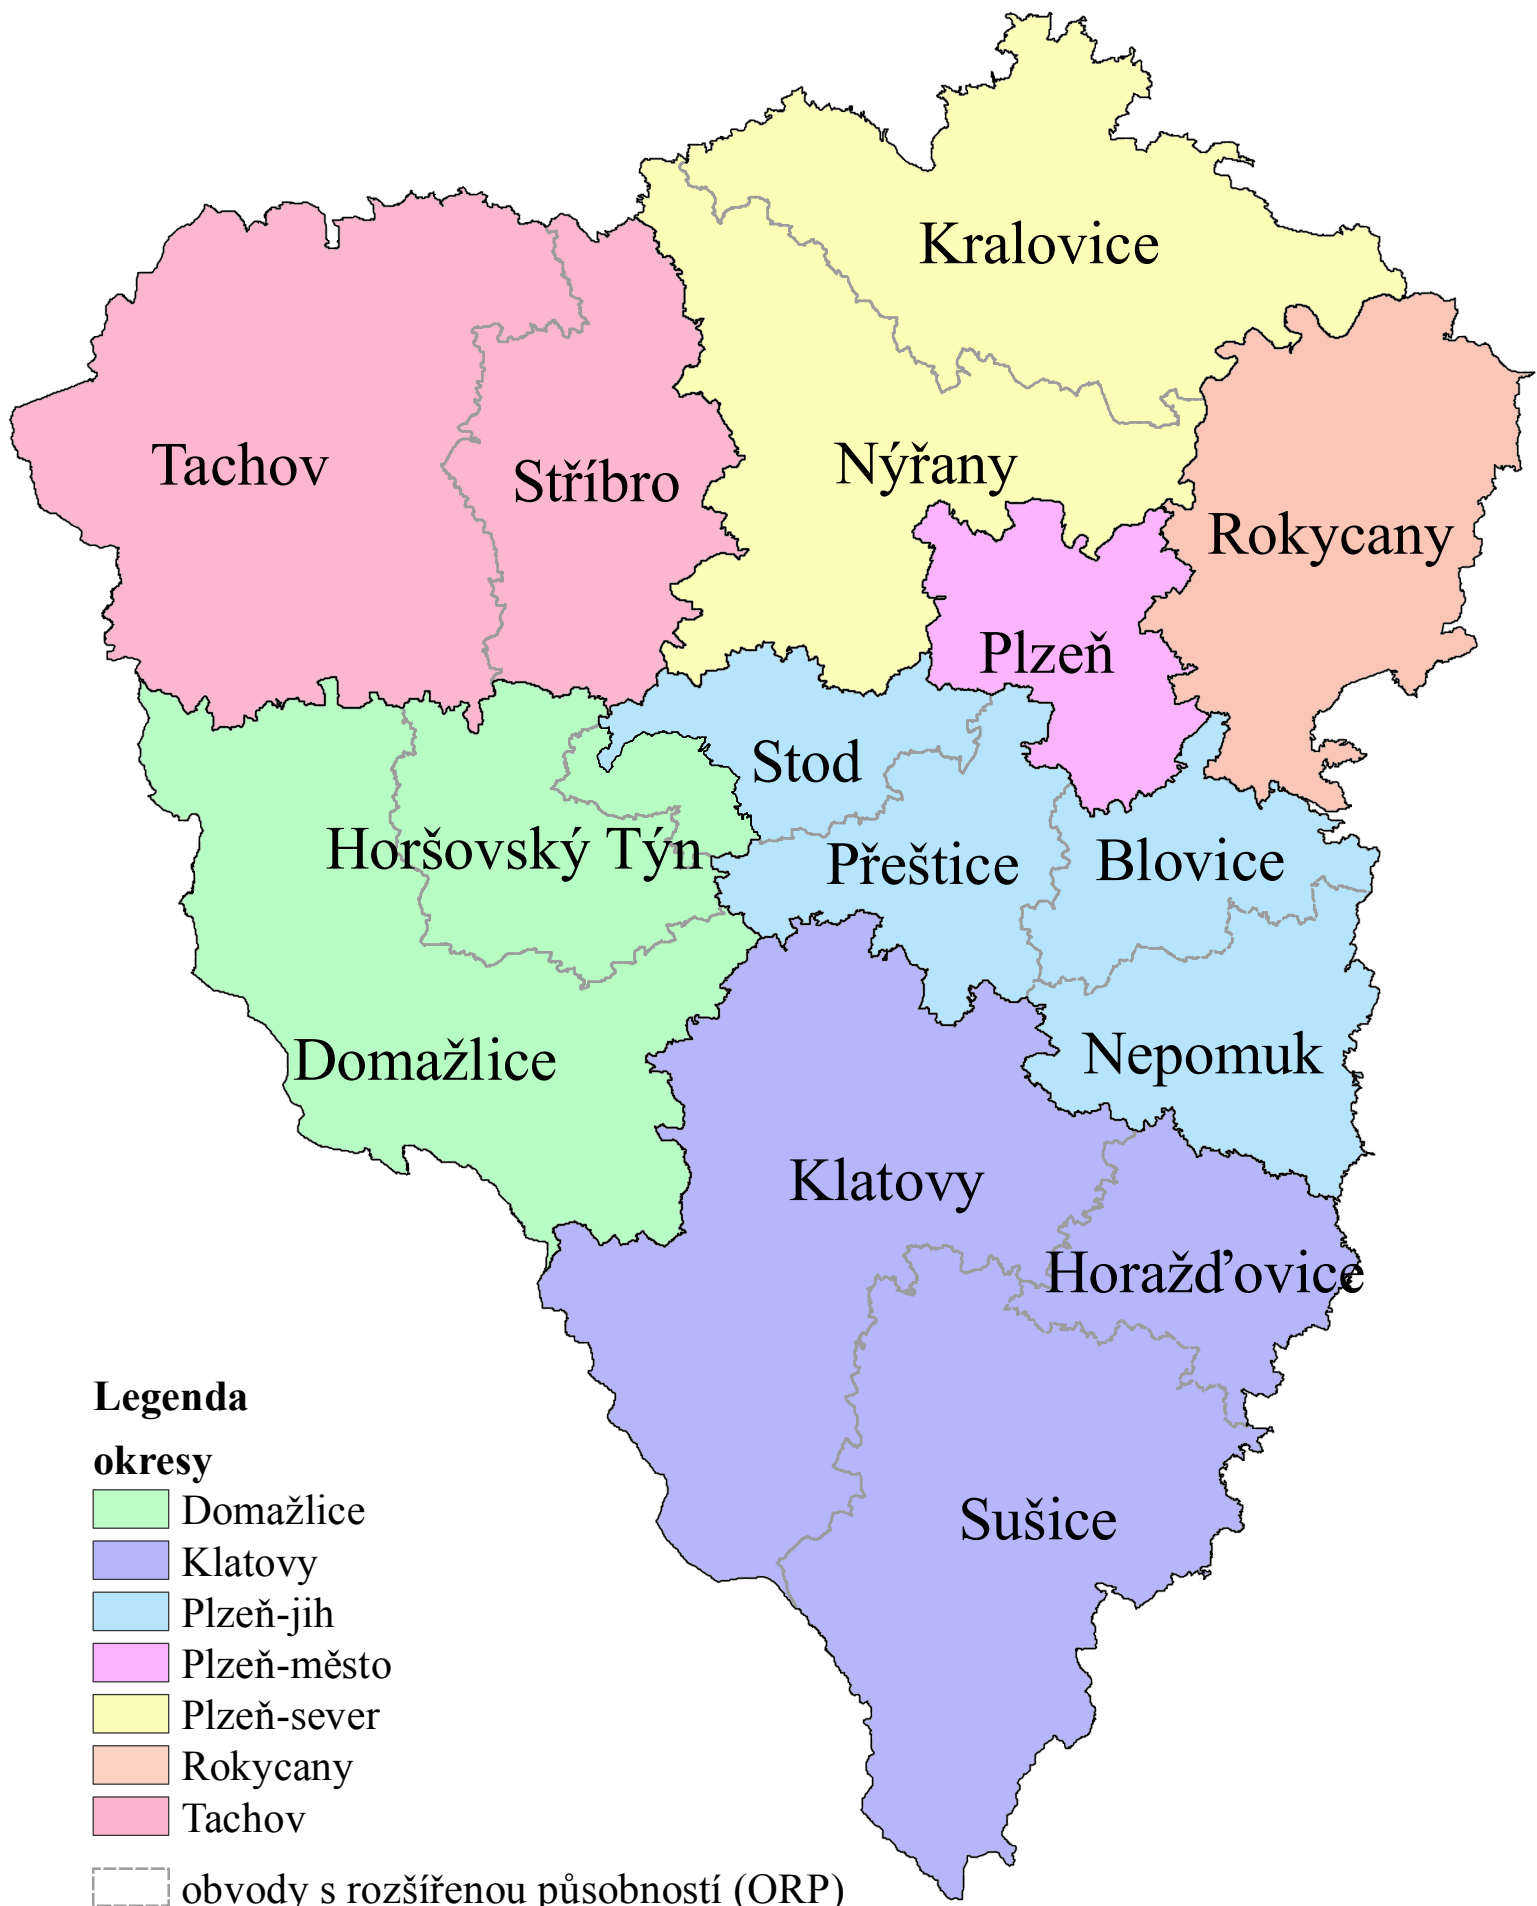 Kralovice
Tachov
Stříbro
Nýřany
Rokycany
Plzeň
Stod
Horšovský Týn
Přeštice
Blovice
Domažlice
Nepomuk
Klatovy
Horažďovice
Sušice
Legenda
okresy
Domažlice
Klatovy
Plzeň-jih
Plzeň-město
Plzeň-sever
Rokycany
Tachov
obvody s rozšířenou působností (ORP)